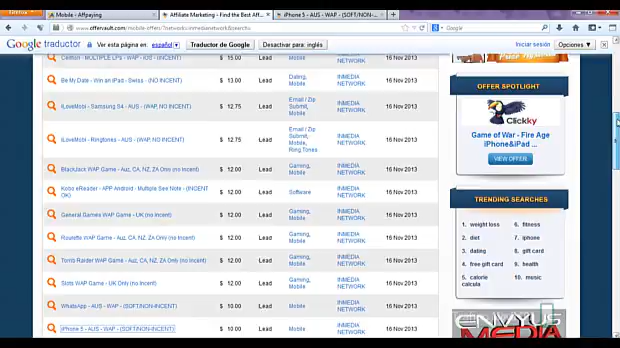 Mobile - Affpaying
Affiliate Marketing - Find the Best Aff...
iPhone 5 - AUS - WAP - (SOFT/NON-...
www.offervault.com/mobile-offers/?network=inmedianetwork&search=
Google traductor
Ver esta página en:
español
Traductor de Google
Desactivar para: inglés
Iniciar sesión
Opciones
$ 15.00 Lead Mobile NETWORK 16 Nov 2013
Be My Date - Win an iPad - Swiss - (NO INCENT) $ 13.00 Lead Dating, Mobile INMEDIA NETWORK 16 Nov 2013
iLoveMobi - Samsung S4 - AUS - (WAP, NO INCENT) $ 12.75 Lead Email / Zip Submit, Mobile INMEDIA NETWORK 16 Nov 2013
iLoveMobi - Ringtones - AUS - (WAP, NO INCENT) $ 12.75 Lead Email / Zip Submit, Mobile, Ring Tones INMEDIA NETWORK 16 Nov 2013
BlackJack WAP Game - Auz, CA, NZ, ZA Only (no incent) $ 12.00 Lead Gaming, Mobile INMEDIA NETWORK 16 Nov 2013
Kobo eReader - APP Android - Multiple See Note - (INCENT OK) $ 12.00 Lead Software INMEDIA NETWORK 16 Nov 2013
General Games WAP Game - UK (no incent) $ 12.00 Lead Gaming, Mobile INMEDIA NETWORK 16 Nov 2013
Roulette WAP Game - Auz, CA, NZ, ZA Only (no incent) $ 12.00 Lead Gaming, Mobile INMEDIA NETWORK 16 Nov 2013
Tomb Raider WAP Game - Auz, CA, NZ, ZA Only (no incent) $ 12.00 Lead Gaming, Mobile INMEDIA NETWORK 16 Nov 2013
Slots WAP Game - UK Only (no incent) $ 12.00 Lead Gaming, Mobile INMEDIA NETWORK 16 Nov 2013
WhatsApp - AUS - WAP - (SOFT/NON-INCENT) $ 10.00 Lead Mobile INMEDIA NETWORK 16 Nov 2013
iPhone 5 - AUS - WAP - (SOFT/NON-INCENT) $ 10.00 Lead Mobile INMEDIA NETWORK 16 Nov 2013
OFFER SPOTLIGHT
Clickky
Game of War - Fire Age
iPhone&iPad ...
VIEW OFFER
TRENDING SEARCHES
1. weight loss 6. fitness
2. diet 7. iphone
3. dating 8. gift card
4. free gift card 9. health
5. calorie calcula 10. music
ENVYUS
MEDIA